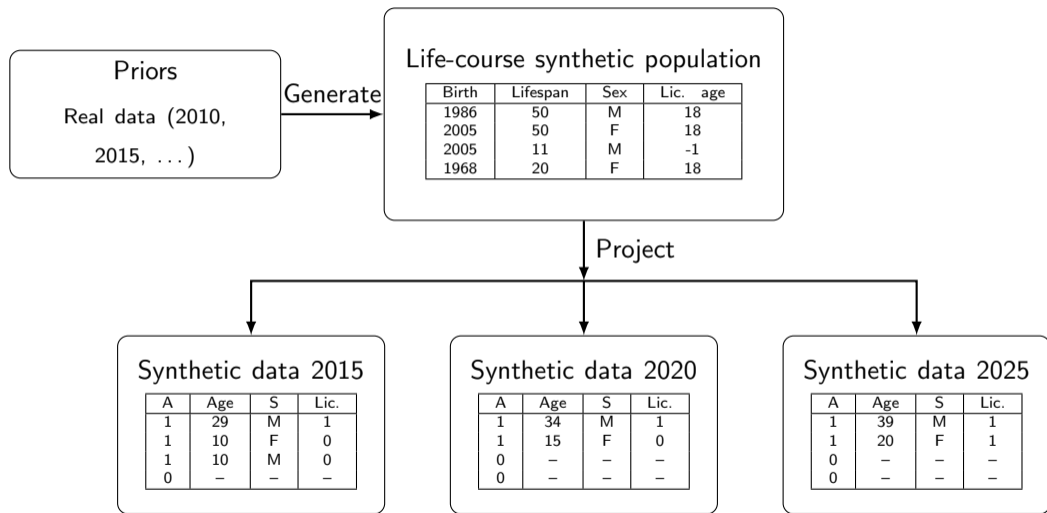 Priors
Real data (2010,
2015, ...)
Generate
Life-course synthetic population
Birth Lifespan Sex Lic. age
1986 50 M 18
2005 50 F 18
2005 11 M -1
1968 20 F 18
Project
Synthetic data 2015
A Age S Lic.
1 29 M 1
1 10 F 0
1 10 M 0
0 – – –
Synthetic data 2020
A Age S Lic.
1 34 M 1
1 15 F 0
0 – – –
0 – – –
Synthetic data 2025
A Age S Lic.
1 39 M 1
1 20 F 1
0 – – –
0 – – –